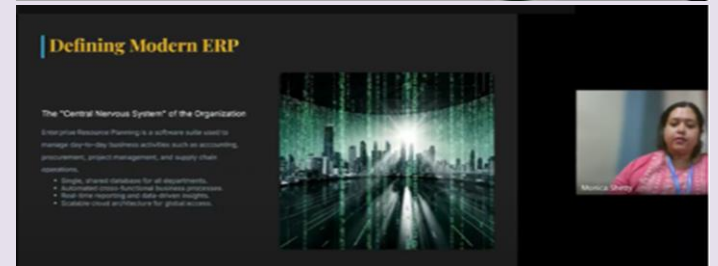 Defining Modern ERP
The "Central Nervous System" of the Organization
Enterprise Resource Planning is a software suite used to
manage day-to-day business activities such as accounting,
procurement, project management, and supply chain
operations.
• Single, shared database for all departments.
• Automated cross-functional business processes.
• Real-time reporting and data-driven insights.
• Scalable cloud architecture for global access.
Monica Shetty